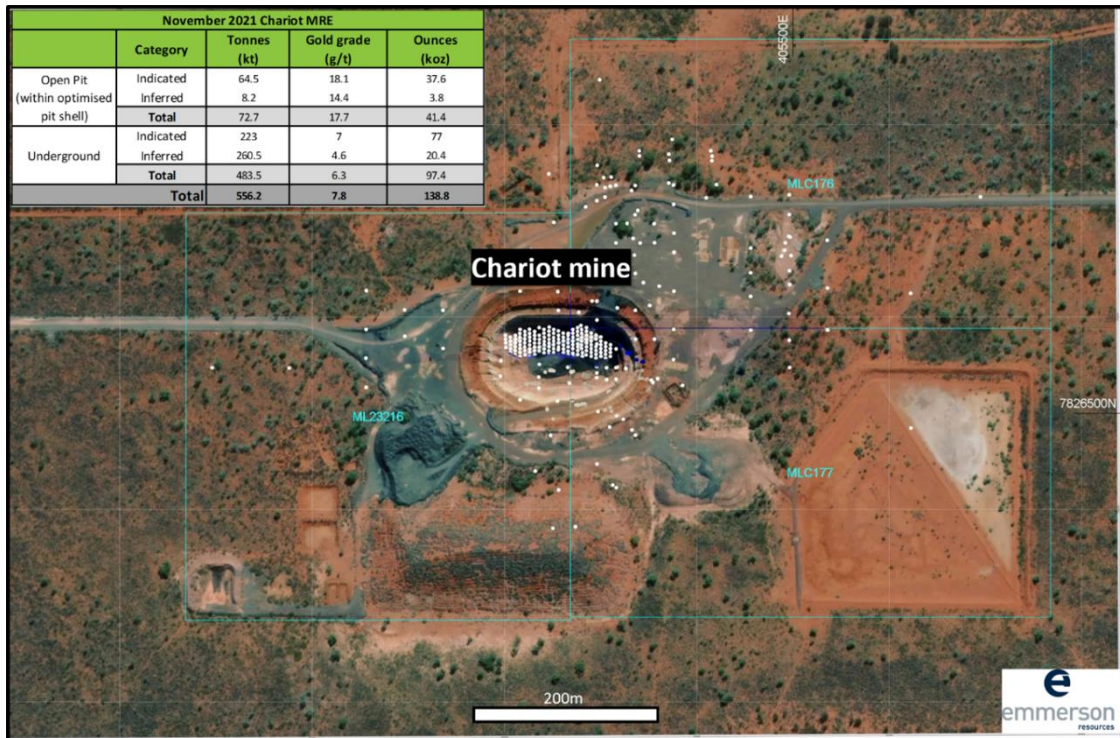 November 2021 Chariot MRE
Category Tonnes (kt) Gold grade (g/t) Ounces (koz)
Open Pit (within optimised pit shell) Indicated 64.5 18.1 37.6
Inferred 8.2 14.4 3.8
Total 72.7 17.7 41.4
Underground Indicated 223 7 77
Inferred 260.5 4.6 20.4
Total 483.5 6.3 97.4
Total 556.2 7.8 138.8
405500E
MLC176
Chariot mine
7826500N
ML23216
MLC177
200m
e
emmerson
resources